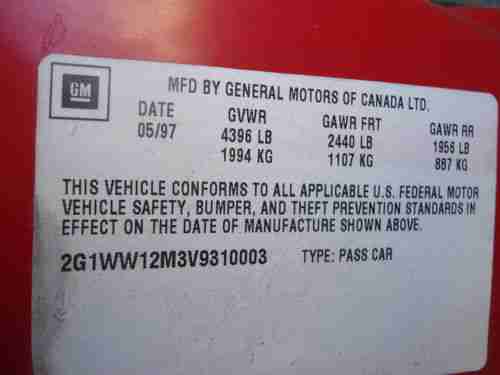 GM
MFD BY GENERAL MOTORS OF CANADA LTD.
DATE GVWR GAWR FRT GAWR RR
05/97 4396 LB 2440 LB 1956 LB
1994 KG 1107 KG 887 KG
THIS VEHICLE CONFORMS TO ALL APPLICABLE U.S. FEDERAL MOTOR
VEHICLE SAFETY, BUMPER, AND THEFT PREVENTION STANDARDS IN
EFFECT ON THE DATE OF MANUFACTURE SHOWN ABOVE.
2G1WW12M3V9310003 TYPE: PASS CAR